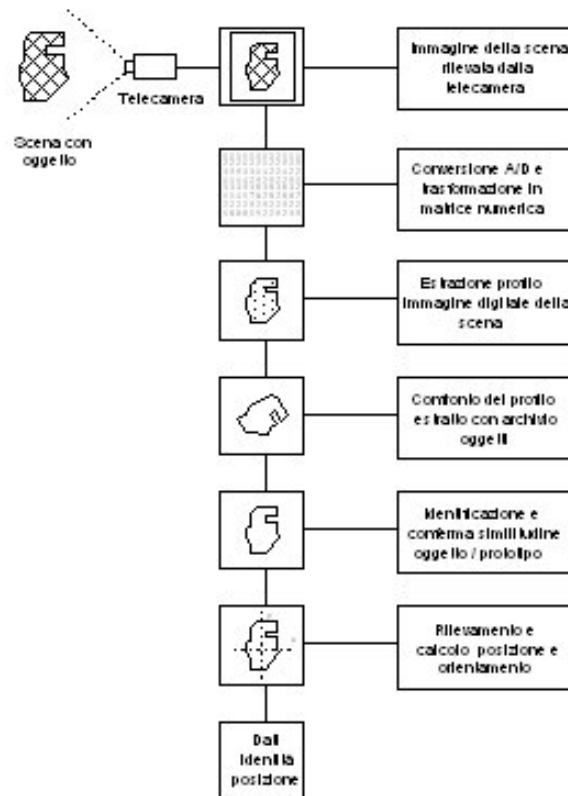 Telecamera
Scena con
oggetto
Immagine della scena
rilevata dalla
telecamera
Conversione A/D e
trasformazione in
matrice numerica
Estrazione profilo
immagine digitale della
scena
Confronto del profilo
estratto con archivio
oggetti
Identificazione e
conferma similitudine
oggetto / prototipo
Rilevamento e
calcolo posizione e
orientamento
Dati
identità
posizione